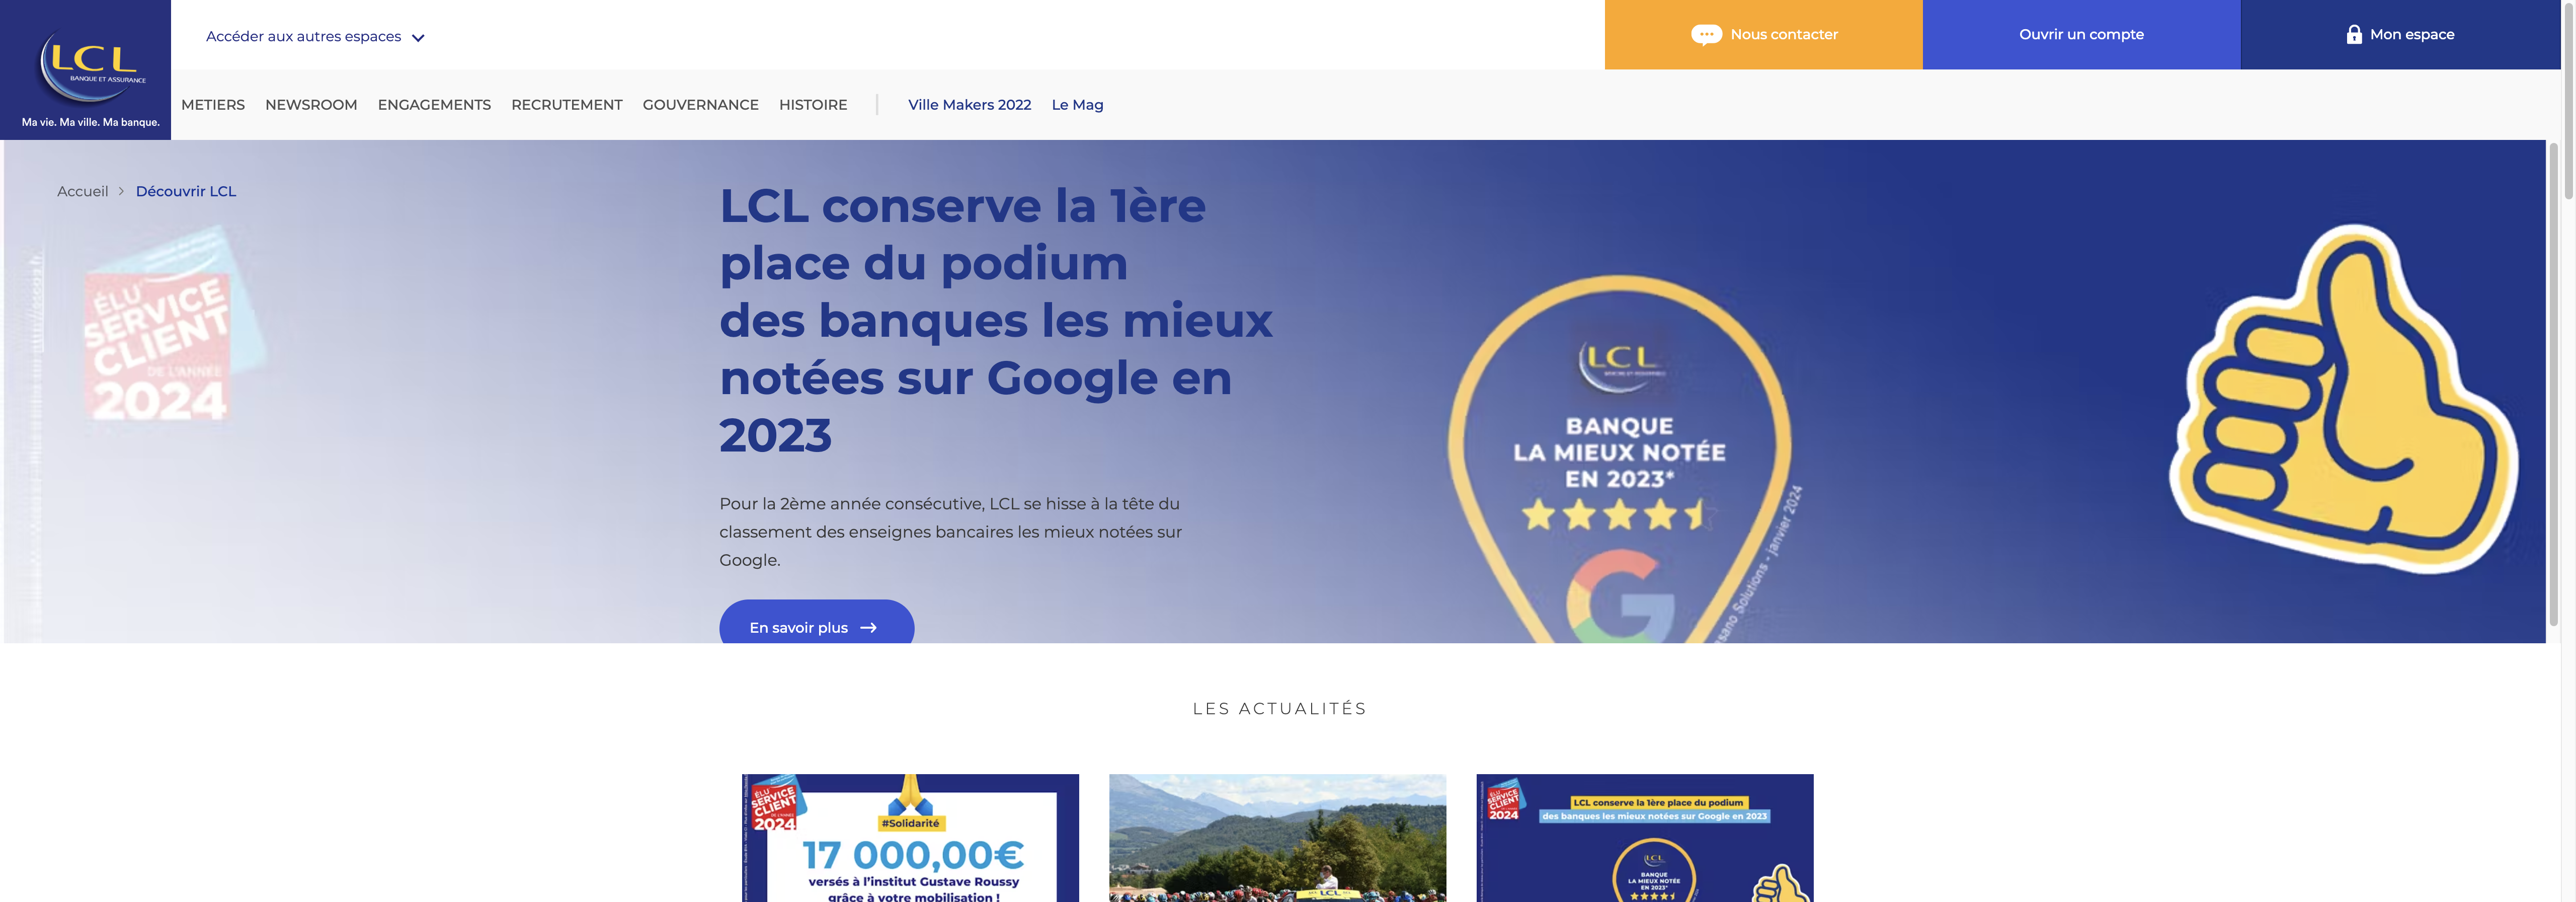 LCL
BANQUE ET ASSURANCE
Ma vie. Ma ville. Ma banque.
Accéder aux autres espaces
Nous contacter
Ouvrir un compte
Mon espace
METIERS NEWSROOM ENGAGEMENTS RECRUTEMENT GOUVERNANCE HISTOIRE Ville Makers 2022 Le Mag
Accueil > Découvrir LCL
ÉLU
SERVICE
CLIENT
DE L'ANNÉE
2024
LCL conserve la 1ère
place du podium
des banques les mieux
notées sur Google en
2023
Pour la 2ème année consécutive, LCL se hisse à la tête du
classement des enseignes bancaires les mieux notées sur
Google.
En savoir plus →
LCL
BANQUE
LA MIEUX NOTÉE
EN 2023*
G
Solutions - janvier 2024
LES ACTUALITÉS
ÉLU
SERVICE
CLIENT
DE L'ANNÉE
2024
#Solidarité
17 000,00€
versés à l'institut Gustave Roussy
grâce à votre mobilisation !
LCL
ÉLU
SERVICE
CLIENT
DE L'ANNÉE
2024
LCL conserve la 1ère place du podium
des banques les mieux notées sur Google en 2023
LCL
BANQUE
LA MIEUX NOTÉE
EN 2023*